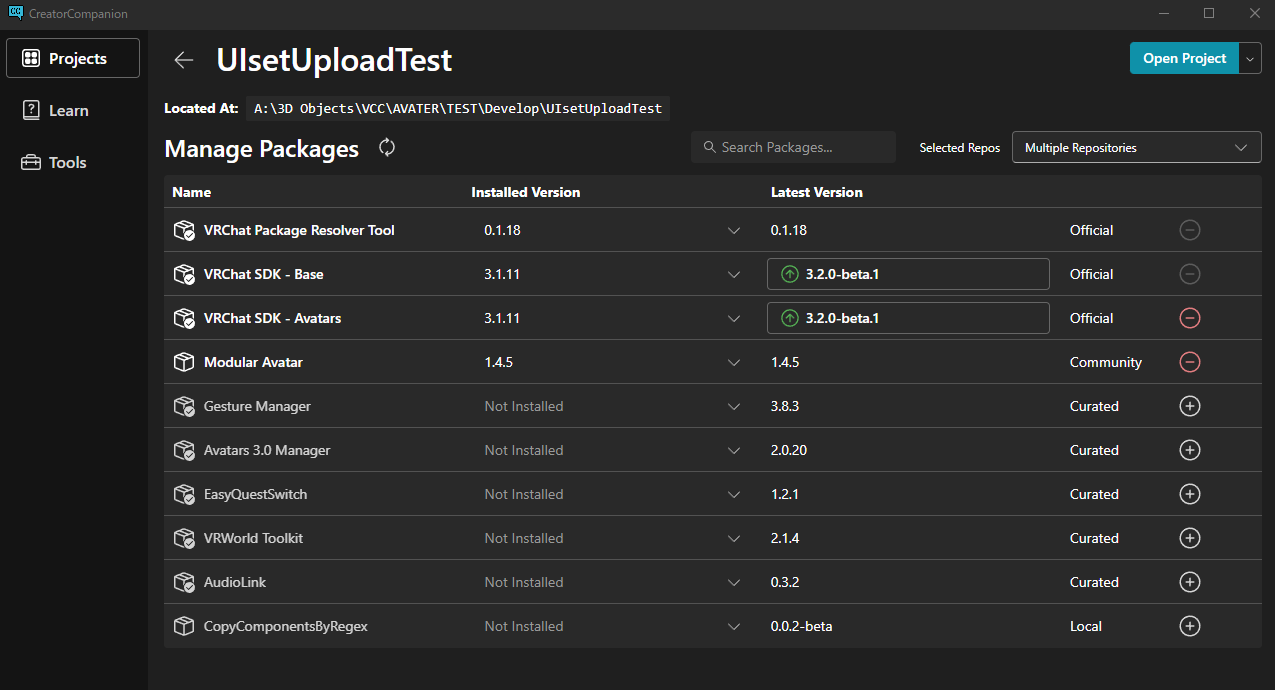 CC CreatorCompanion
Projects
Learn
Tools
UIsetUploadTest
Open Project
Located At: A:\3D Objects\VCC\AVATER\TEST\Develop\UIsetUploadTest
Manage Packages
Search Packages...
Selected Repos
Multiple Repositories
Name Installed Version Latest Version
VRChat Package Resolver Tool 0.1.18 0.1.18 Official
VRChat SDK - Base 3.1.11 3.2.0-beta.1 Official
VRChat SDK - Avatars 3.1.11 3.2.0-beta.1 Official
Modular Avatar 1.4.5 1.4.5 Community
Gesture Manager Not Installed 3.8.3 Curated
Avatars 3.0 Manager Not Installed 2.0.20 Curated
EasyQuestSwitch Not Installed 1.2.1 Curated
VRWorld Toolkit Not Installed 2.1.4 Curated
AudioLink Not Installed 0.3.2 Curated
CopyComponentsByRegex Not Installed 0.0.2-beta Local